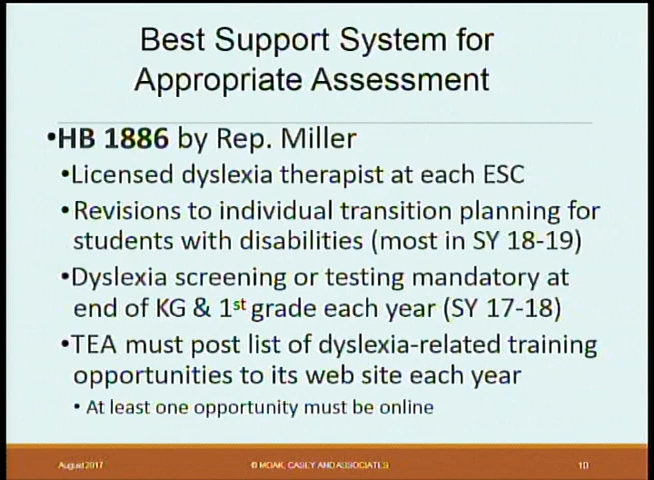 Best Support System for
Appropriate Assessment
•HB 1886 by Rep. Miller
•Licensed dyslexia therapist at each ESC
•Revisions to individual transition planning for
students with disabilities (most in SY 18-19)
•Dyslexia screening or testing mandatory at
end of KG & 1st grade each year (SY 17-18)
•TEA must post list of dyslexia-related training
opportunities to its web site each year
• At least one opportunity must be online
August 2017
© MOAK, CASEY AND ASSOCIATES
10